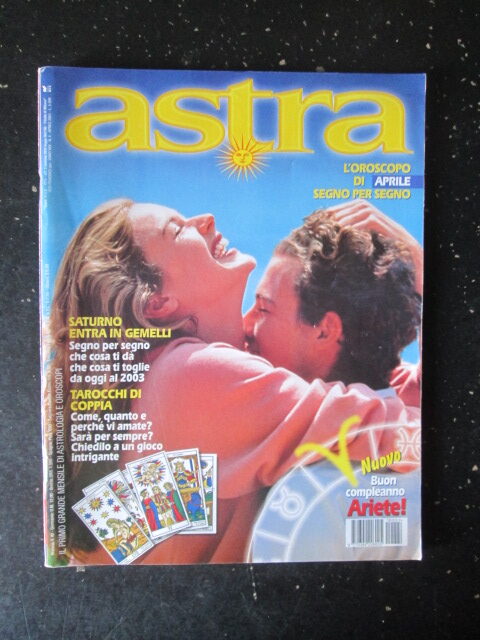 astra
L'OROSCOPO
DI APRILE
SEGNO PER SEGNO
SATURNO
ENTRA IN GEMELLI
Segno per segno
che cosa ti dà
che cosa ti toglie
da oggi al 2003
TAROCCHI DI
COPPIA
Come, quanto e
perché vi amate?
Sarà per sempre?
Chiedilo a un gioco
intrigante
IL PRIMO GRANDE MENSILE DI ASTROLOGIA E OROSCOPI
Nuovo
Buon
compleanno
Ariete!